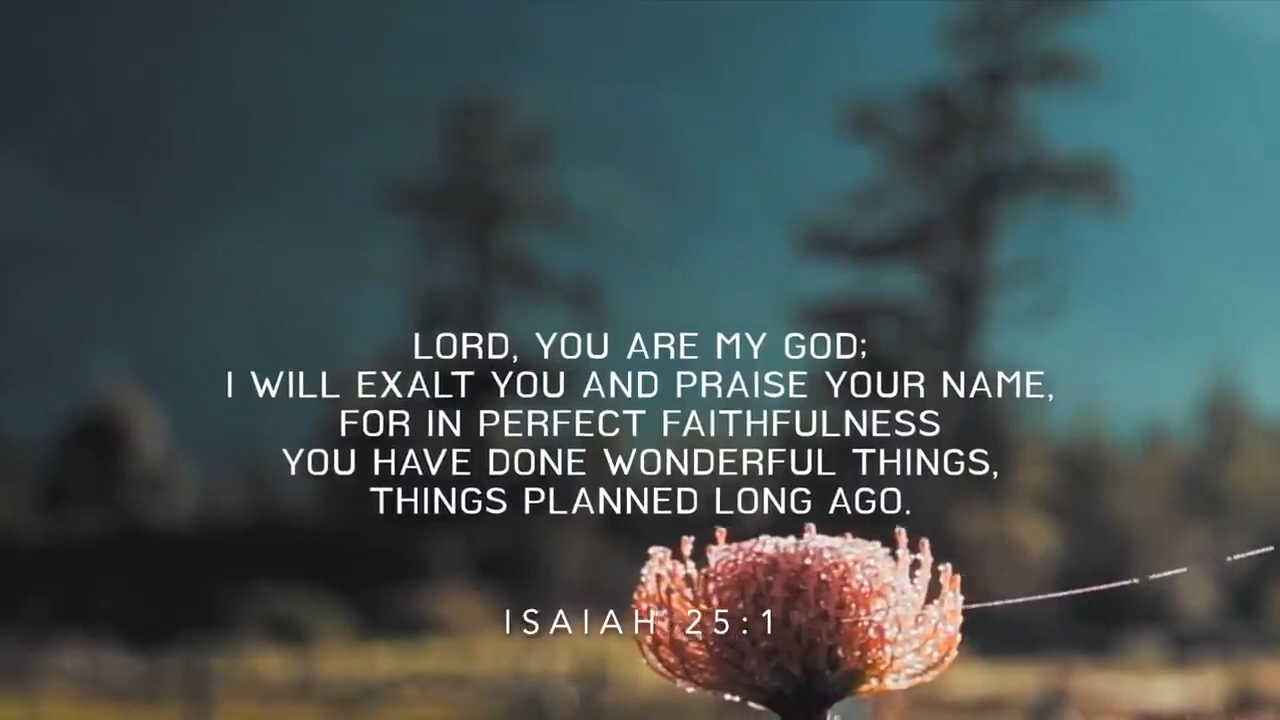 LORD, YOU ARE MY GOD;
I WILL EXALT YOU AND PRAISE YOUR NAME,
FOR IN PERFECT FAITHFULNESS
YOU HAVE DONE WONDERFUL THINGS,
THINGS PLANNED LONG AGO.
ISAIAH 25:1